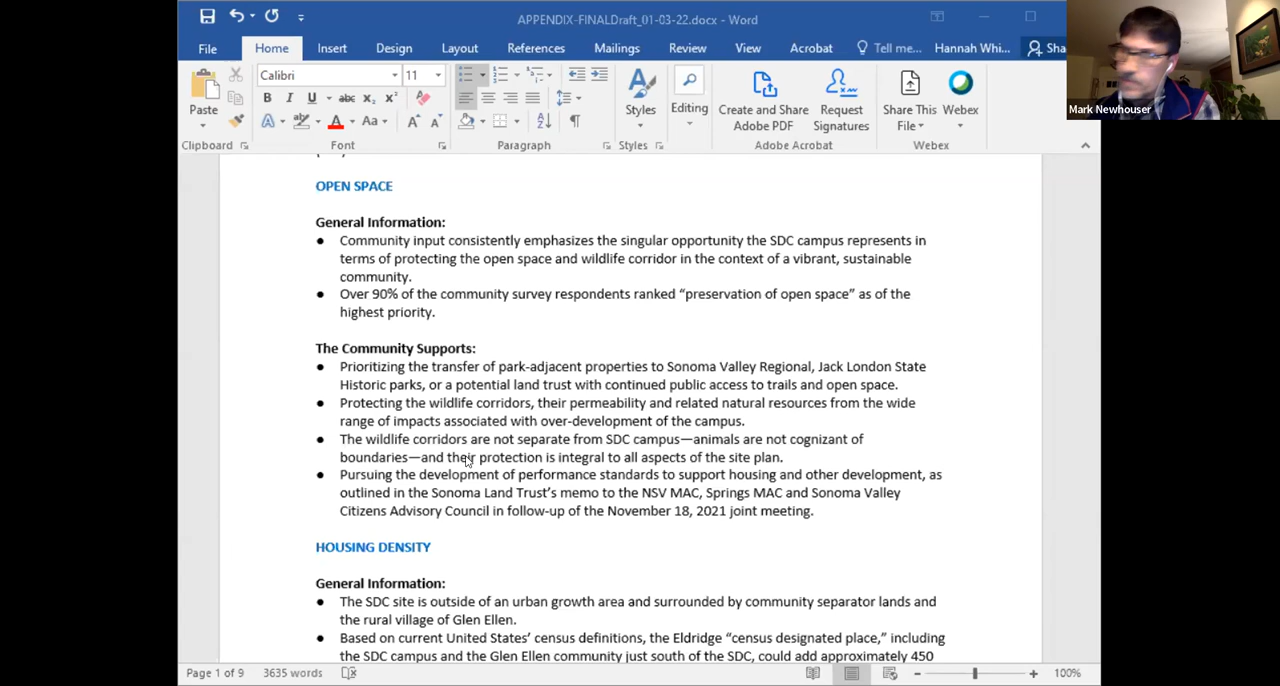 APPENDIX-FINALDraft_01-03-22.docx - Word
File Home Insert Design Layout References Mailings Review View Acrobat Tell me... Hannah Whi... Sha
Mark Newhouser
Calibri 11
Paste
B I U abc X₂ X²
A ab A Aa A A
Styles Editing
Create and Share Adobe PDF
Request Signatures
Share This File
Webex
Clipboard Font Paragraph Styles Adobe Acrobat Webex
OPEN SPACE
General Information:
● Community input consistently emphasizes the singular opportunity the SDC campus represents in
terms of protecting the open space and wildlife corridor in the context of a vibrant, sustainable
community.
● Over 90% of the community survey respondents ranked “preservation of open space” as of the
highest priority.
The Community Supports:
● Prioritizing the transfer of park-adjacent properties to Sonoma Valley Regional, Jack London State
Historic parks, or a potential land trust with continued public access to trails and open space.
● Protecting the wildlife corridors, their permeability and related natural resources from the wide
range of impacts associated with over-development of the campus.
● The wildlife corridors are not separate from SDC campus—animals are not cognizant of
boundaries—and their protection is integral to all aspects of the site plan.
● Pursuing the development of performance standards to support housing and other development, as
outlined in the Sonoma Land Trust’s memo to the NSV MAC, Springs MAC and Sonoma Valley
Citizens Advisory Council in follow-up of the November 18, 2021 joint meeting.
HOUSING DENSITY
General Information:
● The SDC site is outside of an urban growth area and surrounded by community separator lands and
the rural village of Glen Ellen.
● Based on current United States’ census definitions, the Eldridge “census designated place,” including
the SDC campus and the Glen Ellen community just south of the SDC, could add approximately 450
Page 1 of 9 3635 words 100%